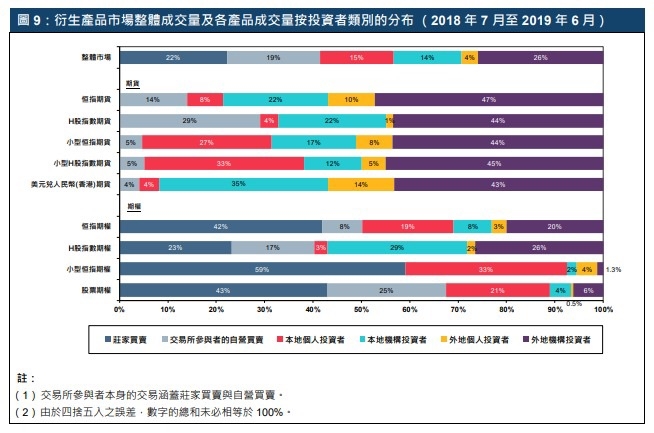 圖 9：衍生產品市場整體成交量及各產品成交量按投資者類別的分布（2018 年 7 月至 2019 年 6 月）
整體市場 22% 19% 15% 14% 4% 26%
期貨
恒指期貨 14% 8% 22% 10% 47%
H股指數期貨 29% 4% 22% 1% 44%
小型恒指期貨 5% 27% 17% 8% 44%
小型H股指數期貨 5% 33% 12% 5% 45%
美元兌人民幣(香港)期貨 4% 4% 35% 14% 43%
期權
恒指期權 42% 8% 19% 8% 3% 20%
H股指數期權 23% 17% 3% 29% 2% 26%
小型恒指期權 59% 33% 2% 4% 1.3%
股票期權 43% 25% 21% 4% 6%
0.5%
0% 10% 20% 30% 40% 50% 60% 70% 80% 90% 100%
莊家買賣 交易所參與者的自營買賣 本地個人投資者 本地機構投資者 外地個人投資者 外地機構投資者
註：
（1） 交易所參與者本身的交易涵蓋莊家買賣與自營買賣。
（2） 由於四捨五入之誤差，數字的總和未必相等於 100%。